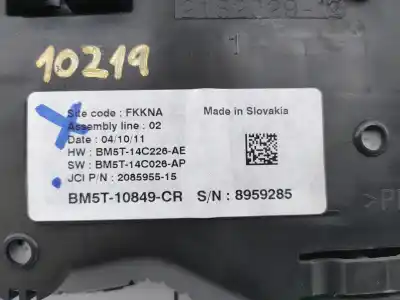 10219
1
Site code : FKKNA
Made in Slovakia
Assembly line : 02
Date : 04/10/11
HW : BM5T-14C226-AE
SW : BM5T-14C026-AP
JCI P/N : 2085955-15
BM5T-10849-CR S/N : 8959285